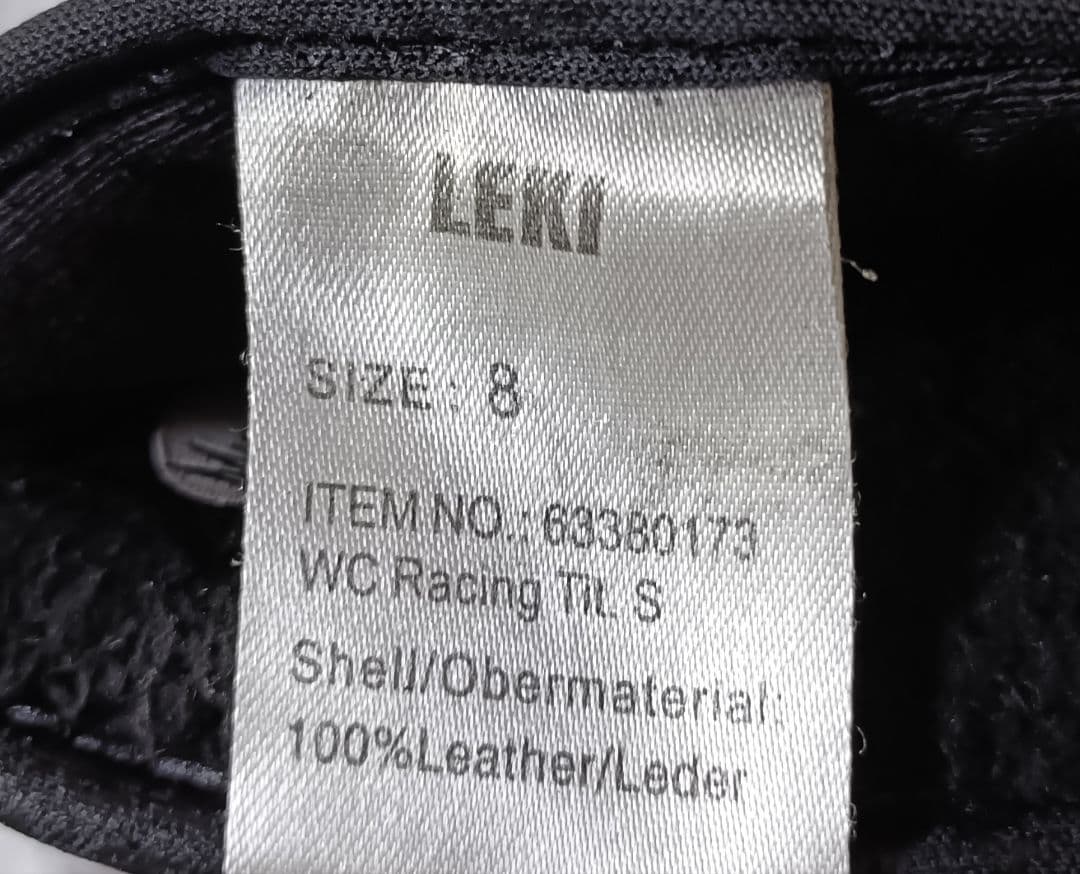 LEKI
SIZE: 8
ITEM NO.: 63380173
WC Racing Tit. S
Shell/Obermaterial:
100%Leather/Leder